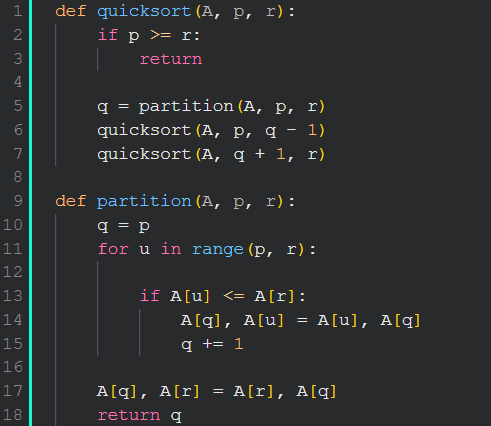 1 def quicksort(A, p, r):
2     if p >= r:
3         return
4
5     q = partition(A, p, r)
6     quicksort(A, p, q - 1)
7     quicksort(A, q + 1, r)
8
9 def partition(A, p, r):
10     q = p
11     for u in range(p, r):
12
13         if A[u] <= A[r]:
14             A[q], A[u] = A[u], A[q]
15             q += 1
16
17     A[q], A[r] = A[r], A[q]
18     return q